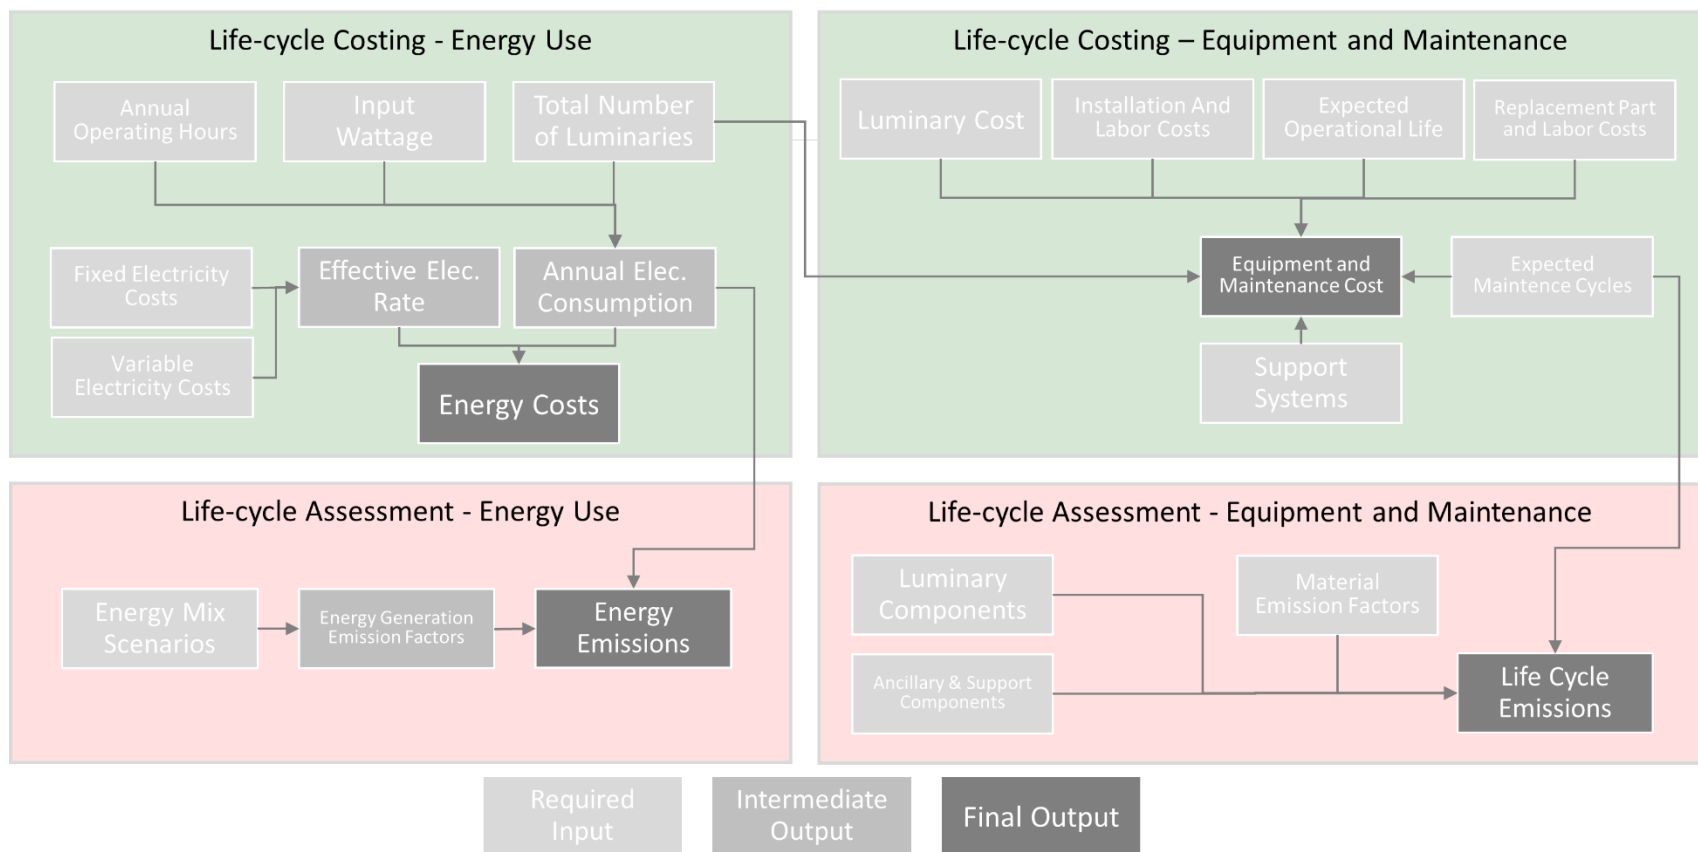 Life-cycle Costing - Energy Use
Annual
Operating Hours
Input
Wattage
Total Number
of Luminaries
Fixed Electricity
Costs
Effective Elec.
Rate
Annual Elec.
Consumption
Variable
Electricity Costs
Energy Costs
Life-cycle Costing – Equipment and Maintenance
Luminary Cost
Installation And
Labor Costs
Expected
Operational Life
Replacement Part
and Labor Costs
Equipment and
Maintenance Cost
Expected
Maintence Cycles
Support
Systems
Life-cycle Assessment - Energy Use
Energy Mix
Scenarios
Energy Generation
Emission Factors
Energy
Emissions
Life-cycle Assessment - Equipment and Maintenance
Luminary
Components
Material
Emission Factors
Ancillary & Support
Components
Life Cycle
Emissions
Required
Input
Intermediate
Output
Final Output